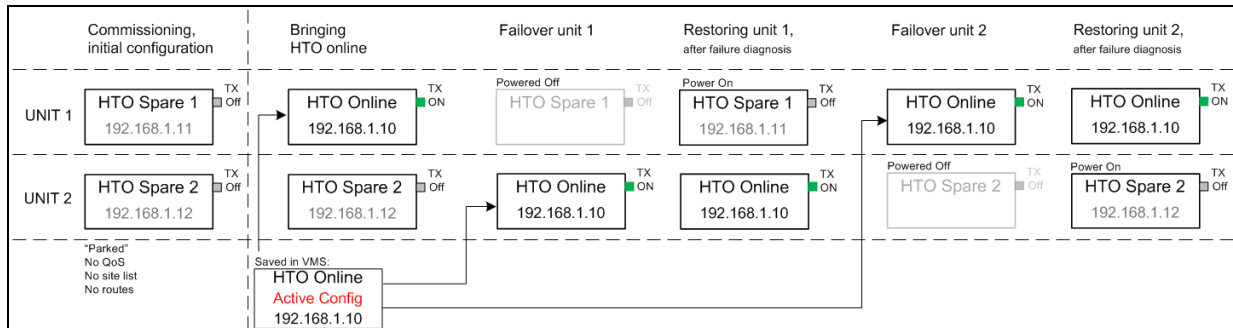 Commissioning,
initial configuration
Bringing
HTO online
Failover unit 1
Restoring unit 1,
after failure diagnosis
Failover unit 2
Restoring unit 2,
after failure diagnosis
UNIT 1
HTO Spare 1
192.168.1.11
TX
Off
HTO Online
192.168.1.10
TX
ON
Powered Off
HTO Spare 1
TX
Off
Power On
HTO Spare 1
192.168.1.11
TX
Off
HTO Online
192.168.1.10
TX
ON
HTO Online
192.168.1.10
TX
ON
UNIT 2
HTO Spare 2
192.168.1.12
TX
Off
HTO Spare 2
192.168.1.12
TX
Off
HTO Online
192.168.1.10
TX
ON
HTO Online
192.168.1.10
TX
ON
Powered Off
HTO Spare 2
TX
Off
Power On
HTO Spare 2
192.168.1.12
TX
Off
"Parked"
No QoS
No site list
No routes
Saved in VMS:
HTO Online
Active Config
192.168.1.10